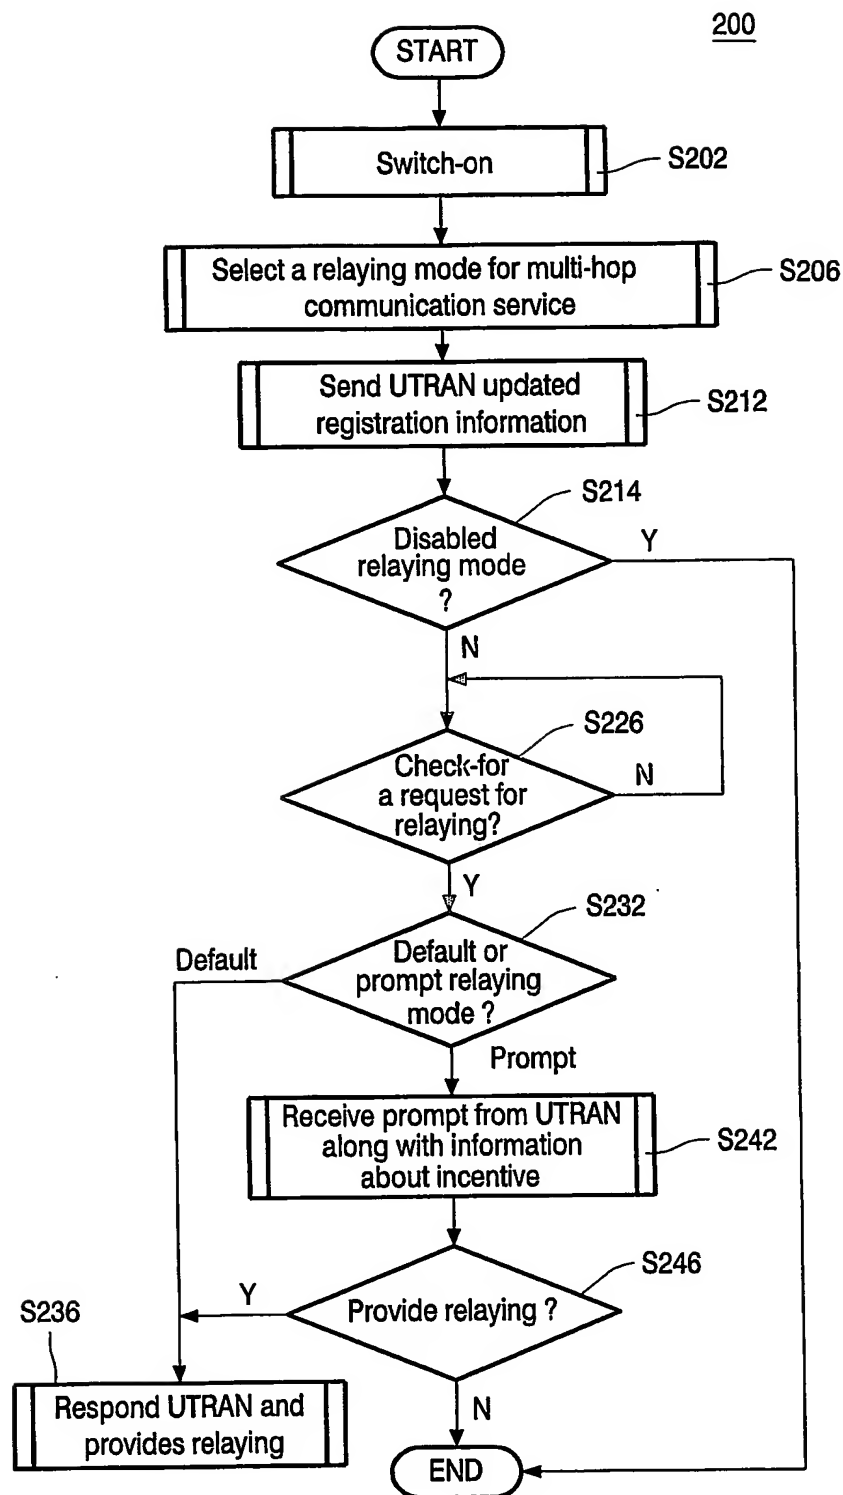 200
START
Switch-on
S202
Select a relaying mode for multi-hop
communication service
S206
Send UTRAN updated
registration information
S212
S214
Disabled
relaying mode
?
Y
N
S226
Check-for
a request for
relaying?
N
Y
S232
Default or
prompt relaying
mode ?
Default
Prompt
Receive prompt from UTRAN
along with information
about incentive
S242
S246
Provide relaying ?
Y
S236
Respond UTRAN and
provides relaying
N
END